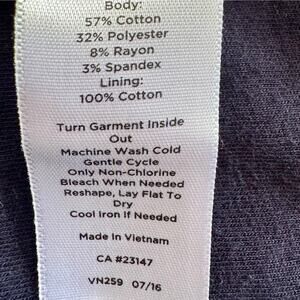 Body:
57% Cotton
32% Polyester
8% Rayon
3% Spandex
Lining:
100% Cotton
Turn Garment Inside
Out
Machine Wash Cold
Gentle Cycle
Only Non-Chlorine
Bleach When Needed
Reshape, Lay Flat To
Dry
Cool Iron if Needed
Made in Vietnam
CA #23147
VN259 07/16